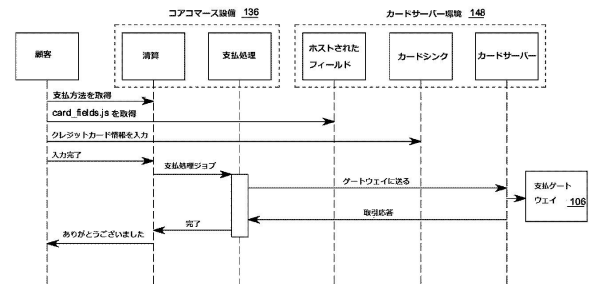 コアコマース設備 136
カードサーバー環境 148
顧客
清算
支払処理
ホストされた
フィールド
カードシンク
カードサーバー
支払方法を取得
card_fields.js を取得
クレジットカード情報を入力
入力完了
支払処理ジョブ
ゲートウェイに送る
支払ゲート
ウェイ 106
取引応答
完了
ありがとうございました